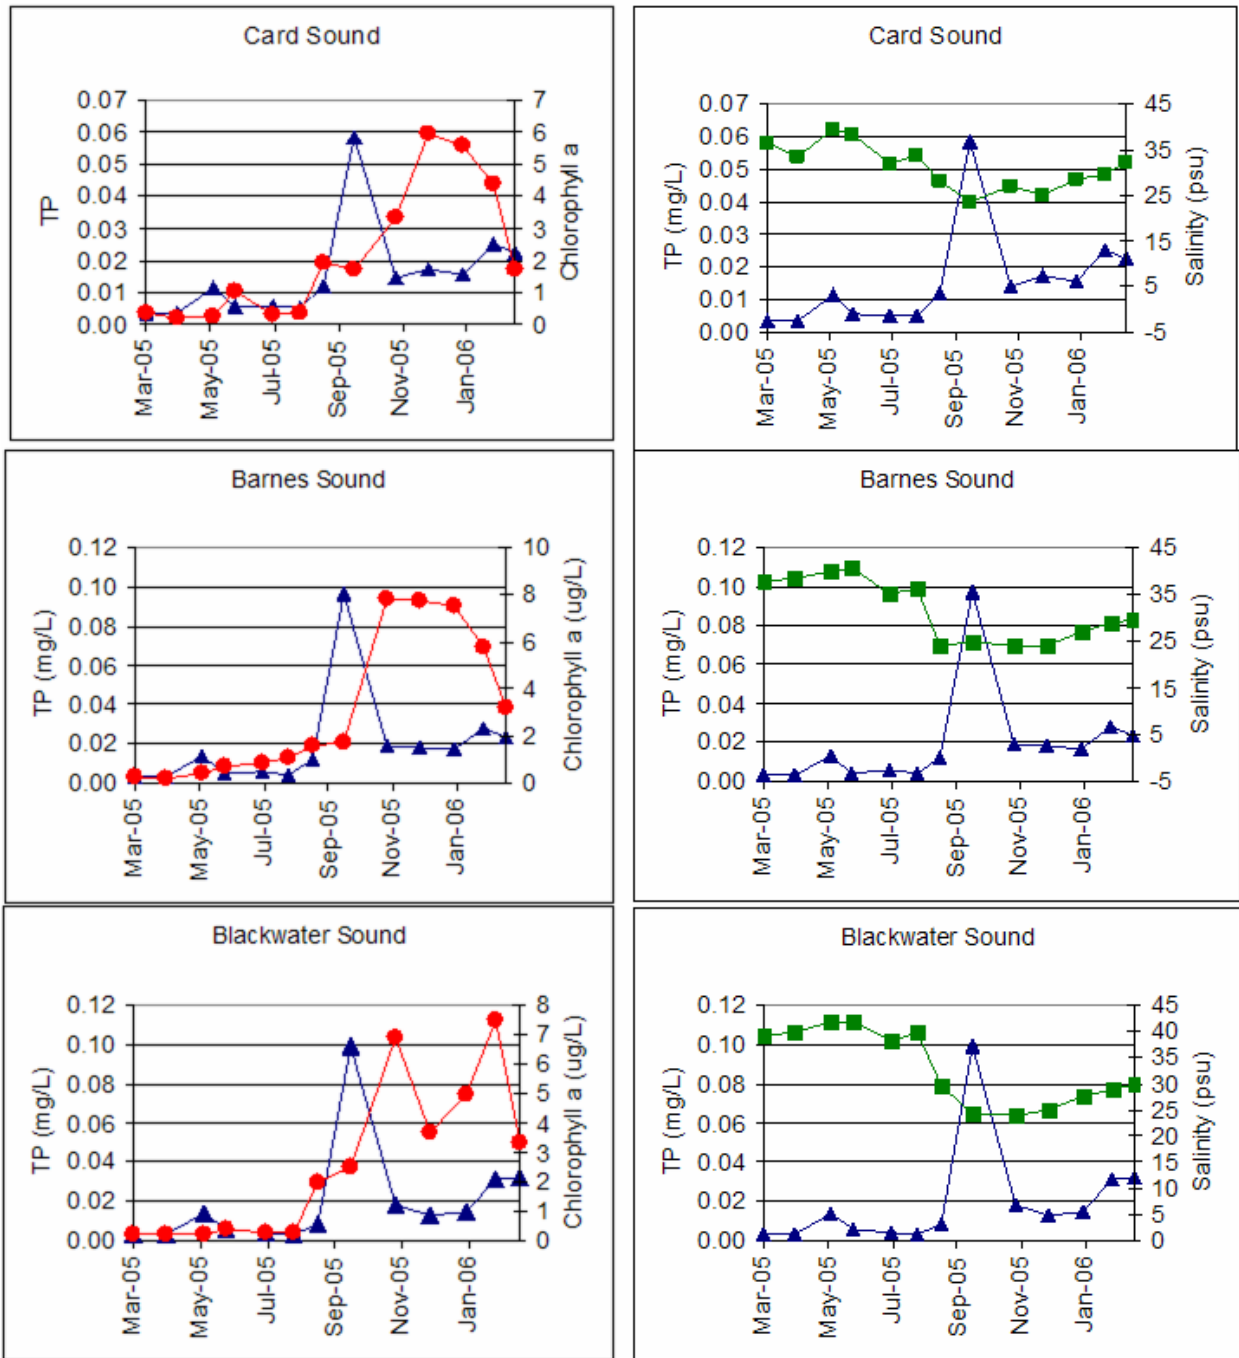 Card Sound
0.07
0.06
0.05
0.04
0.03
0.02
0.01
0.00
TP
7
6
5
4
3
2
1
0
Chlorophyll a
Mar-05
May-05
Jul-05
Sep-05
Nov-05
Jan-06
Card Sound
0.07
0.06
0.05
0.04
0.03
0.02
0.01
0.00
TP (mg/L)
45
35
25
15
5
-5
Salinity (psu)
Mar-05
May-05
Jul-05
Sep-05
Nov-05
Jan-06
Barnes Sound
0.12
0.10
0.08
0.06
0.04
0.02
0.00
TP (mg/L)
10
8
6
4
2
0
Chlorophyll a (ug/L)
Mar-05
May-05
Jul-05
Sep-05
Nov-05
Jan-06
Barnes Sound
0.12
0.10
0.08
0.06
0.04
0.02
0.00
TP (mg/L)
45
35
25
15
5
-5
Salinity (psu)
Mar-05
May-05
Jul-05
Sep-05
Nov-05
Jan-06
Blackwater Sound
0.12
0.10
0.08
0.06
0.04
0.02
0.00
TP (mg/L)
8
7
6
5
4
3
2
1
0
Chlorophyll a (ug/L)
Mar-05
May-05
Jul-05
Sep-05
Nov-05
Jan-06
Blackwater Sound
0.12
0.10
0.08
0.06
0.04
0.02
0.00
TP (mg/L)
45
40
35
30
25
20
15
10
5
0
Salinity (psu)
Mar-05
May-05
Jul-05
Sep-05
Nov-05
Jan-06